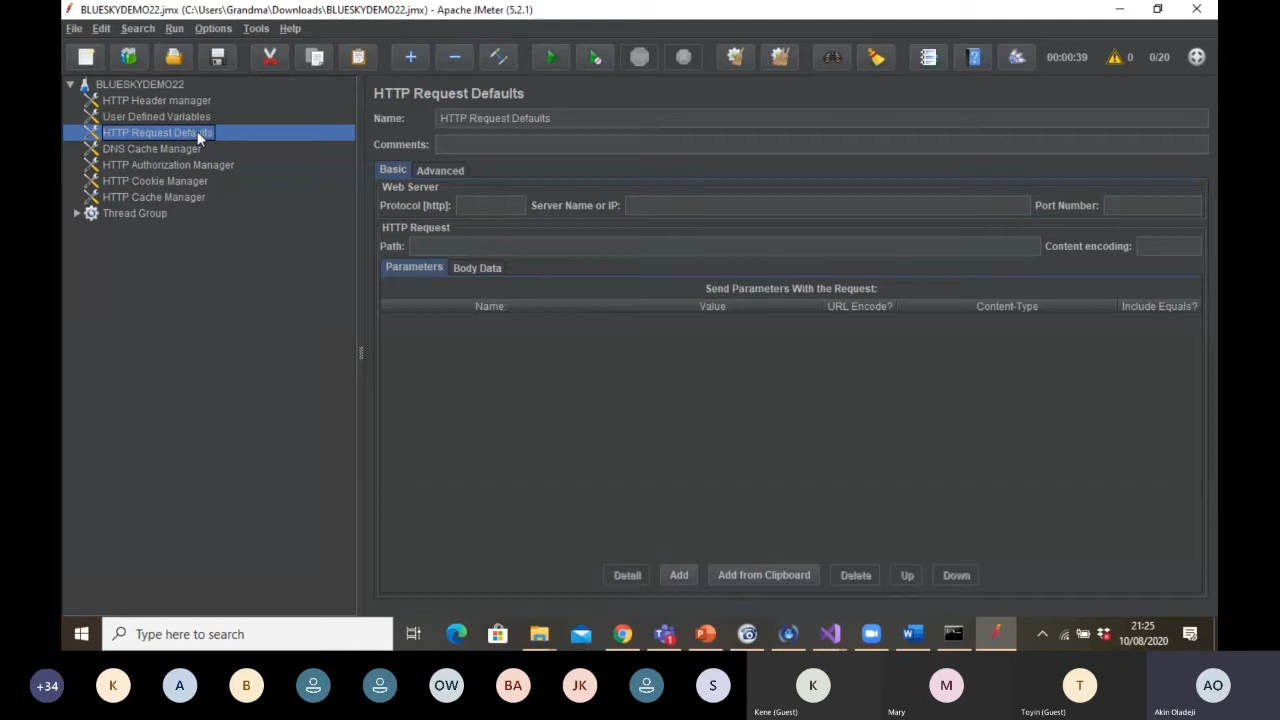 BLUESKYDEMO22.jmx (C:\Users\Grandma\Downloads\BLUESKYDEMO22.jmx) - Apache JMeter (5.2.1)
File Edit Search Run Options Tools Help
00:00:39 0 0/20
BLUESKYDEMO22
HTTP Header manager
User Defined Variables
HTTP Request Defaults
DNS Cache Manager
HTTP Authorization Manager
HTTP Cookie Manager
HTTP Cache Manager
Thread Group
HTTP Request Defaults
Name: HTTP Request Defaults
Comments:
Basic Advanced
Web Server
Protocol [http]: Server Name or IP: Port Number:
HTTP Request
Path: Content encoding:
Parameters Body Data
Send Parameters With the Request:
Name: Value URL Encode? Content-Type Include Equals?
Detail Add Add from Clipboard Delete Up Down
Type here to search
21:25
10/08/2020
+34 K A B OW BA JK S K M T AO
Kene (Guest) Mary Toyin (Guest) Akin Oladeji